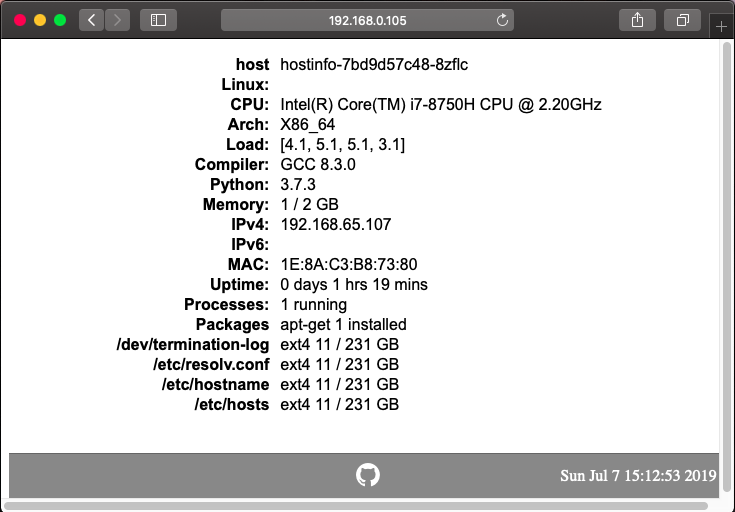 192.168.0.105
host hostinfo-7bd9d57c48-8zflc
Linux:
CPU: Intel(R) Core(TM) i7-8750H CPU @ 2.20GHz
Arch: X86_64
Load: [4.1, 5.1, 5.1, 3.1]
Compiler: GCC 8.3.0
Python: 3.7.3
Memory: 1 / 2 GB
IPv4: 192.168.65.107
IPv6:
MAC: 1E:8A:C3:B8:73:80
Uptime: 0 days 1 hrs 19 mins
Processes: 1 running
Packages apt-get 1 installed
/dev/termination-log ext4 11 / 231 GB
/etc/resolv.conf ext4 11 / 231 GB
/etc/hostname ext4 11 / 231 GB
/etc/hosts ext4 11 / 231 GB
Sun Jul 7 15:12:53 2019